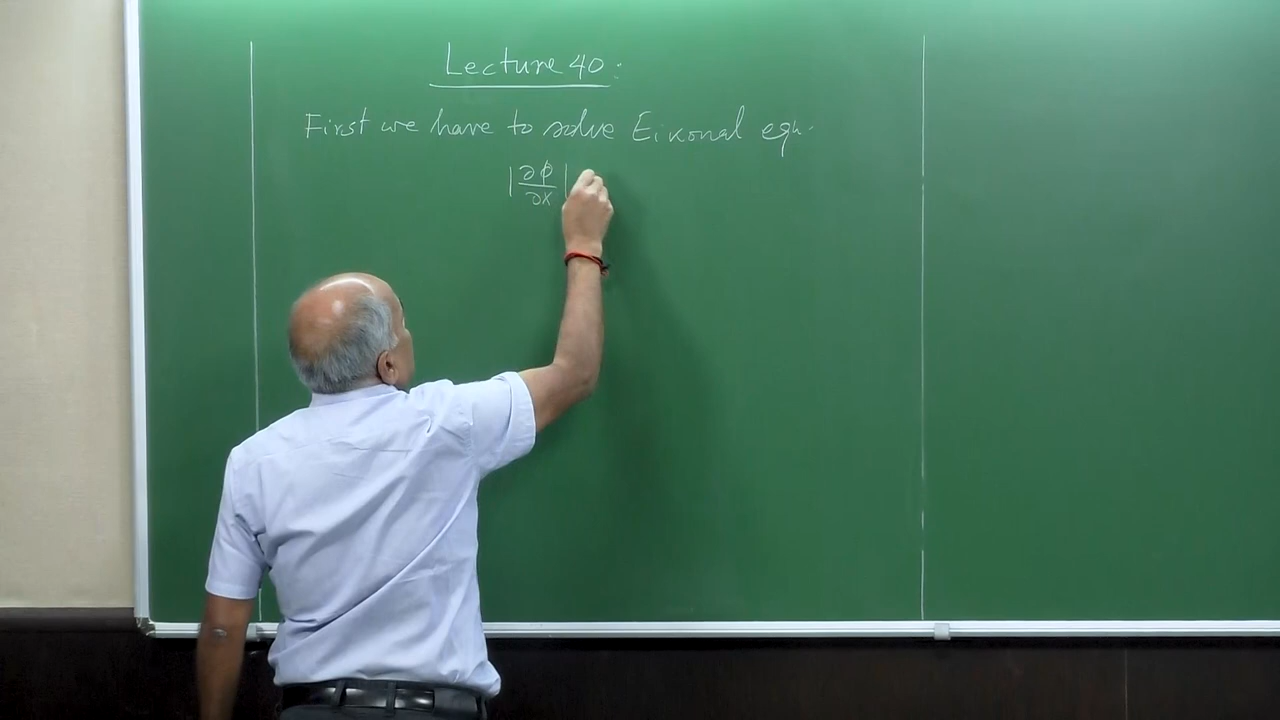 Lecture 40:
First we have to solve Eikonal eqn.
|∂φ/∂x|